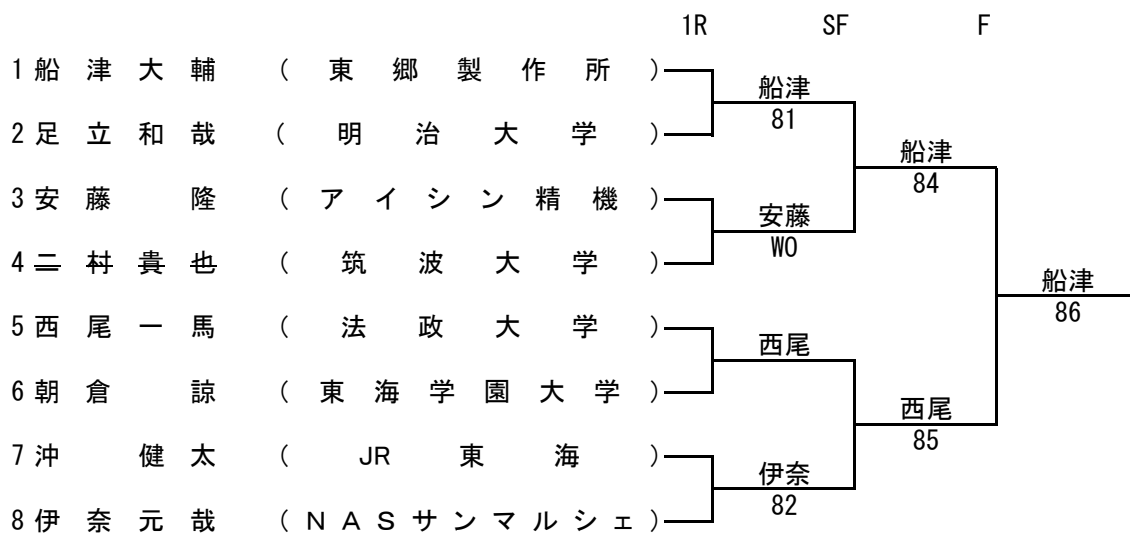 1R SF F
1 船津大輔 (東郷製作所)
船津
81
2 足立和哉 (明治大学)
船津
84
3 安藤 隆 (アイシン精機)
安藤
WO
4 二村貴也 (筑波大学)
船津
86
5 西尾一馬 (法政大学)
西尾
6 朝倉 諒 (東海学園大学)
西尾
85
7 沖 健太 (JR東海)
伊奈
82
8 伊奈元哉 (NASサンマルシェ)